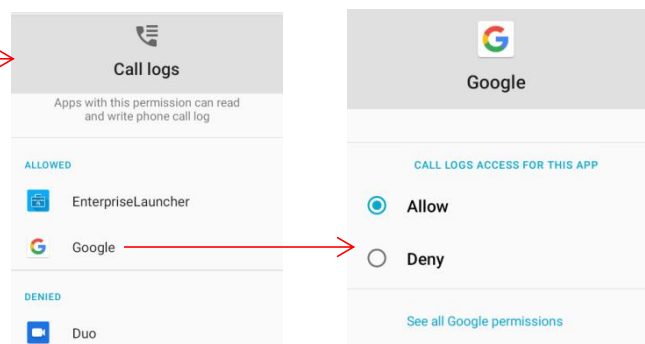 Call logs
Apps with this permission can read
and write phone call log
ALLOWED
EnterpriseLauncher
Google
DENIED
Duo
Google
CALL LOGS ACCESS FOR THIS APP
Allow
Deny
See all Google permissions